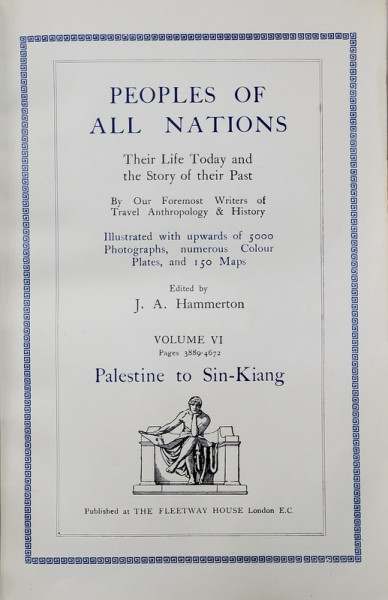 PEOPLES OF
ALL NATIONS
Their Life Today and
the Story of their Past
By Our Foremost Writers of
Travel Anthropology & History
Illustrated with upwards of 5000
Photographs, numerous Colour
Plates, and 150 Maps
Edited by
J. A. Hammerton
VOLUME VI
Pages 3889-4672
Palestine to Sin-Kiang
Published at THE FLEETWAY HOUSE London E.C.